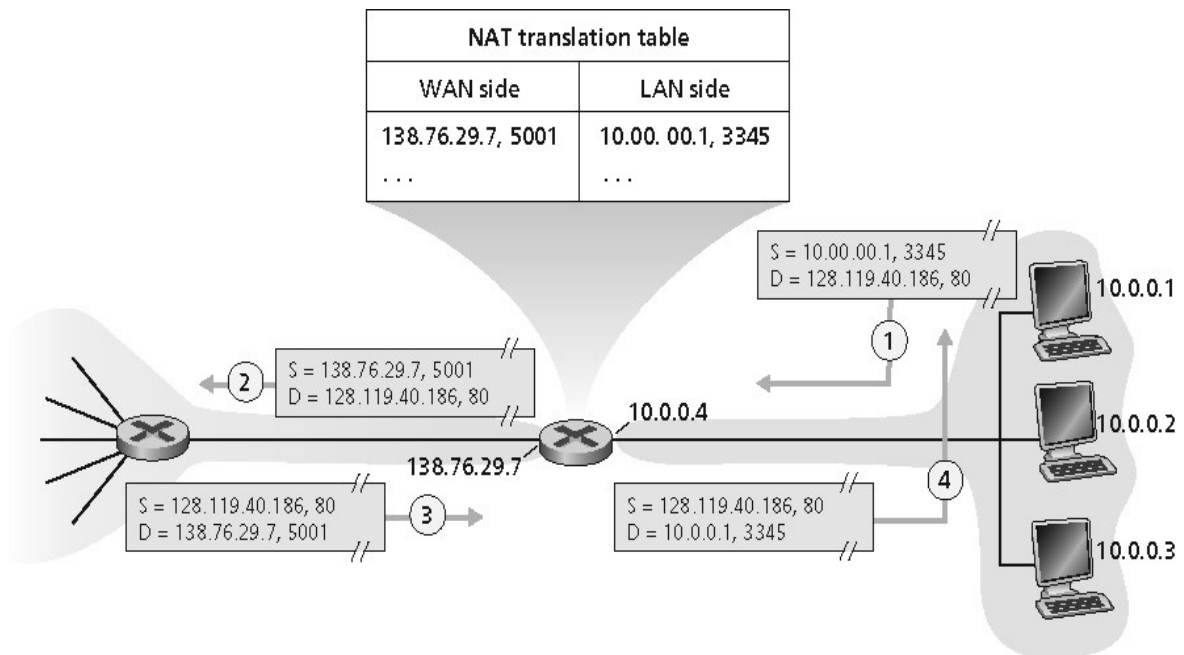 NAT translation table
WAN side LAN side
138.76.29.7, 5001 10.00. 00.1, 3345
. . . . . .
S = 10.00.00.1, 3345
D = 128.119.40.186, 80
10.0.0.1
1
2
S = 138.76.29.7, 5001
D = 128.119.40.186, 80
10.0.0.4
10.0.0.2
138.76.29.7
S = 128.119.40.186, 80
D = 138.76.29.7, 5001
3
S = 128.119.40.186, 80
D = 10.0.0.1, 3345
4
10.0.0.3